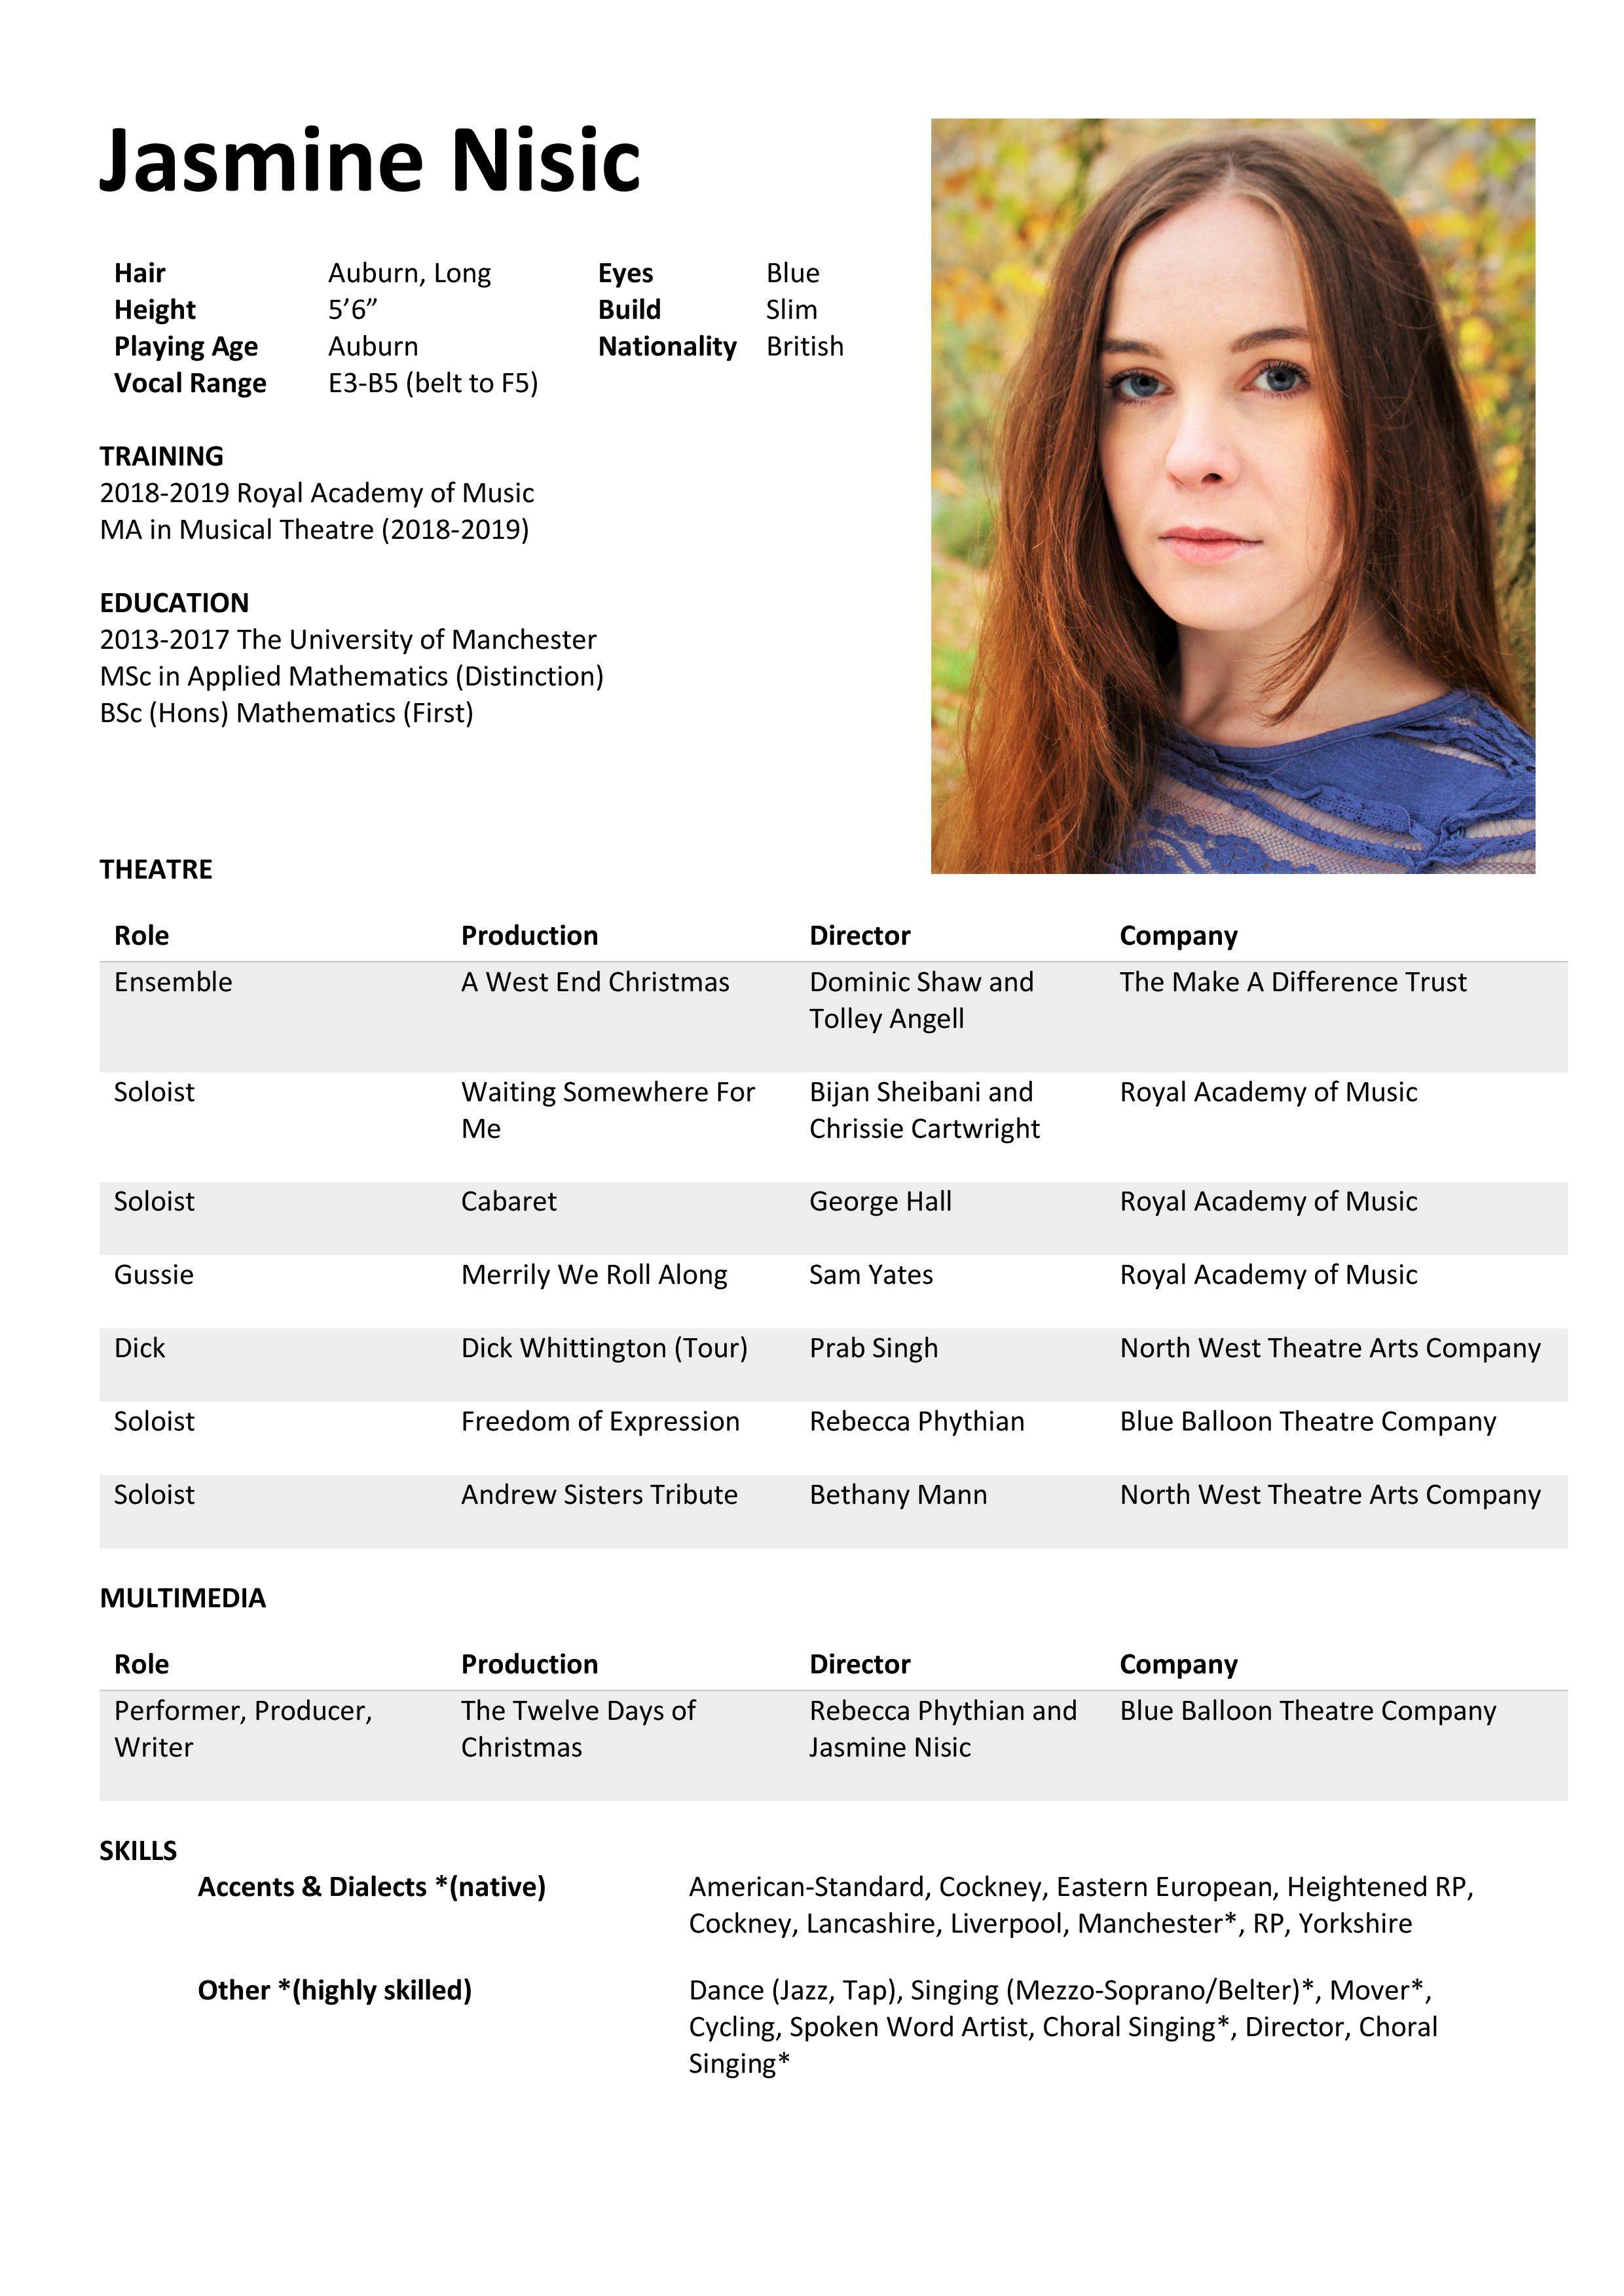 Jasmine Nisic
Hair Auburn, Long Eyes Blue
Height 5’6” Build Slim
Playing Age Auburn Nationality British
Vocal Range E3-B5 (belt to F5)
TRAINING
2018-2019 Royal Academy of Music
MA in Musical Theatre (2018-2019)
EDUCATION
2013-2017 The University of Manchester
MSc in Applied Mathematics (Distinction)
BSc (Hons) Mathematics (First)
THEATRE
Role Production Director Company
Ensemble A West End Christmas Dominic Shaw and The Make A Difference Trust
Tolley Angell
Soloist Waiting Somewhere For Bijan Sheibani and Royal Academy of Music
Me Chrissie Cartwright
Soloist Cabaret George Hall Royal Academy of Music
Gussie Merrily We Roll Along Sam Yates Royal Academy of Music
Dick Dick Whittington (Tour) Prab Singh North West Theatre Arts Company
Soloist Freedom of Expression Rebecca Phythian Blue Balloon Theatre Company
Soloist Andrew Sisters Tribute Bethany Mann North West Theatre Arts Company
MULTIMEDIA
Role Production Director Company
Performer, Producer, The Twelve Days of Rebecca Phythian and Blue Balloon Theatre Company
Writer Christmas Jasmine Nisic
SKILLS
Accents & Dialects *(native) American-Standard, Cockney, Eastern European, Heightened RP,
Cockney, Lancashire, Liverpool, Manchester*, RP, Yorkshire
Other *(highly skilled) Dance (Jazz, Tap), Singing (Mezzo-Soprano/Belter)*, Mover*,
Cycling, Spoken Word Artist, Choral Singing*, Director, Choral
Singing*